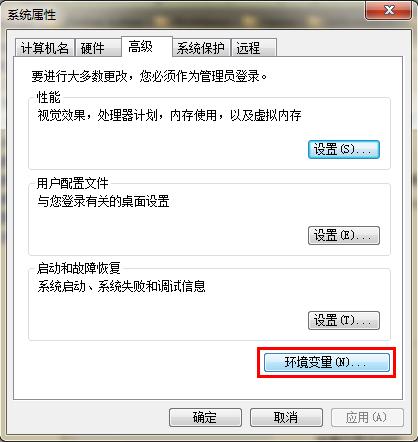 系统属性
计算机名 硬件 高级 系统保护 远程
要进行大多数更改，您必须作为管理员登录。
性能
视觉效果，处理器计划，内存使用，以及虚拟内存
设置(S)...
用户配置文件
与您登录有关的桌面设置
设置(E)...
启动和故障恢复
系统启动、系统失败和调试信息
设置(T)...
环境变量(N)...
确定 取消 应用(A)